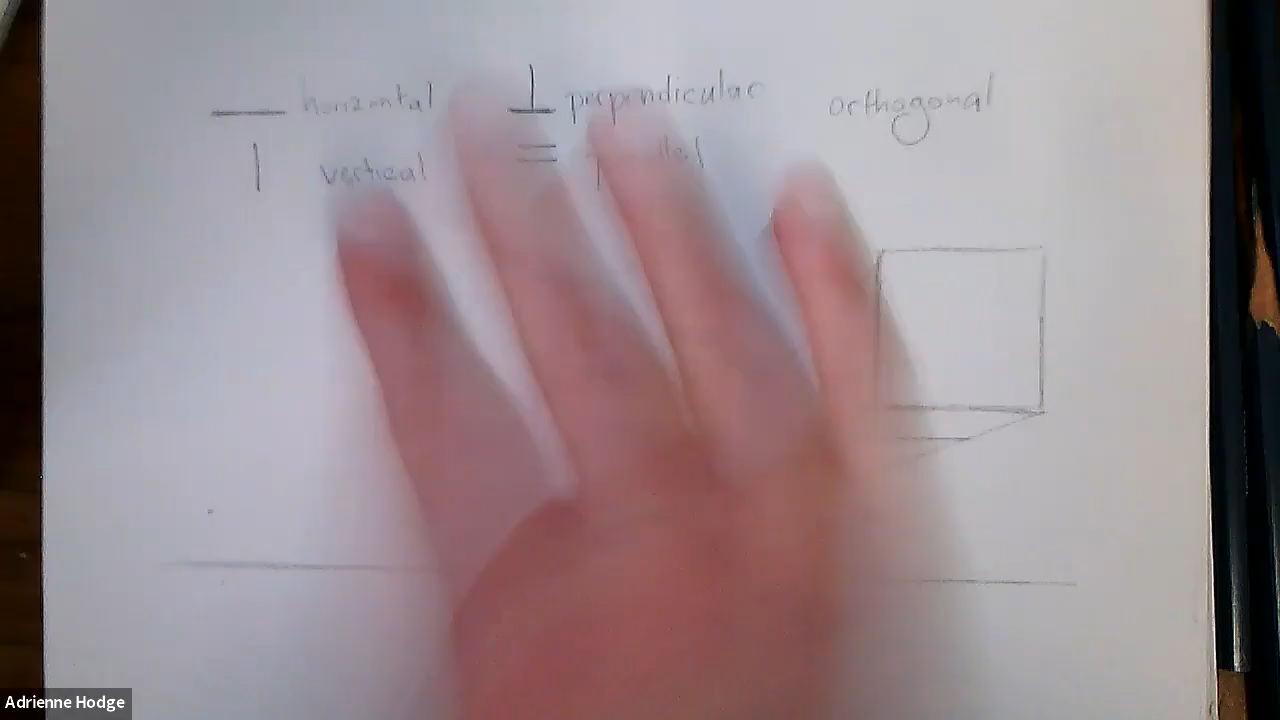 horizontal perpendicular orthogonal
vertical
Adrienne Hodge